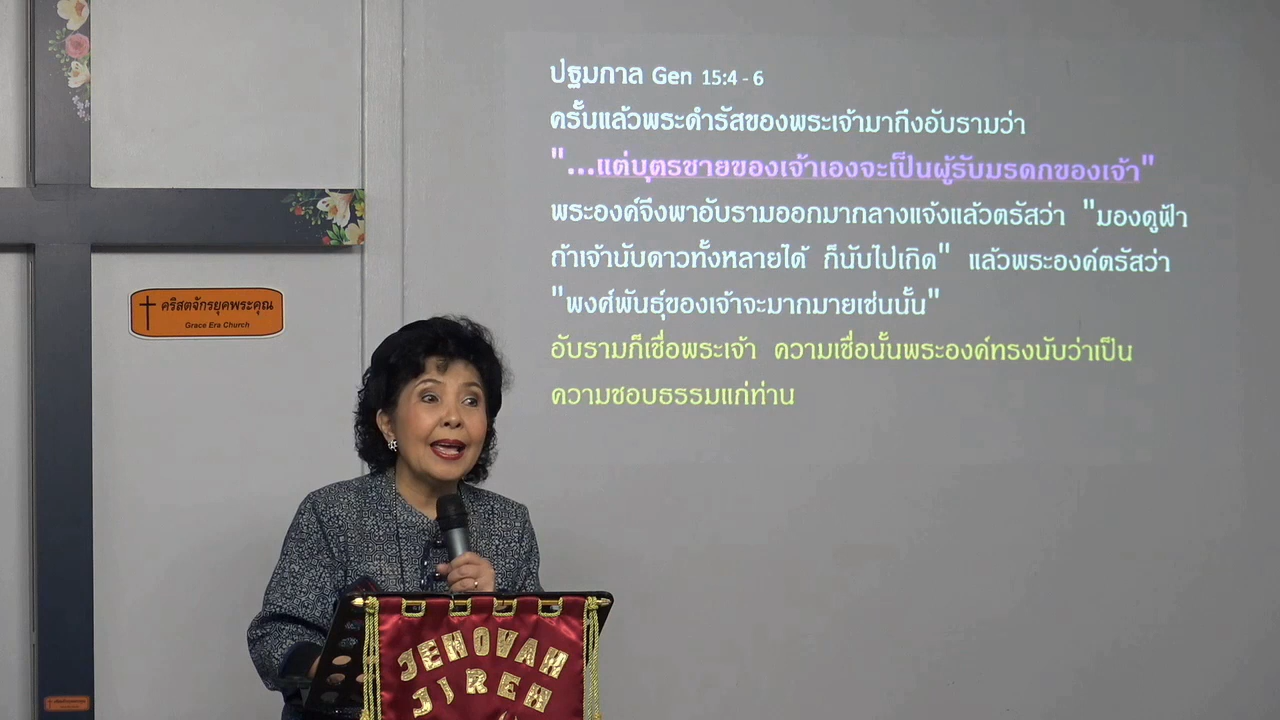 ปฐมกาล Gen 15:4 - 6
ครั้นแล้วพระดำรัสของพระเจ้ามาถึงอับรามว่า
"...แต่บุตรชายของเจ้าเองจะเป็นผู้รับมรดกของเจ้า"
พระองค์จึงพาอับรามออกมากลางแจ้งแล้วตรัสว่า "มองดูฟ้า
ถ้าเจ้านับดาวทั้งหลายได้ ก็นับไปเถิด" แล้วพระองค์ตรัสว่า
"พงศ์พันธุ์ของเจ้าจะมากมายเช่นนั้น"
อับรามก็เชื่อพระเจ้า ความเชื่อนั้นพระองค์ทรงนับว่าเป็น
ความชอบธรรมแก่ท่าน
คริสตจักรยุคพระคุณ
Grace Era Church
JEHOVAH
JIREH